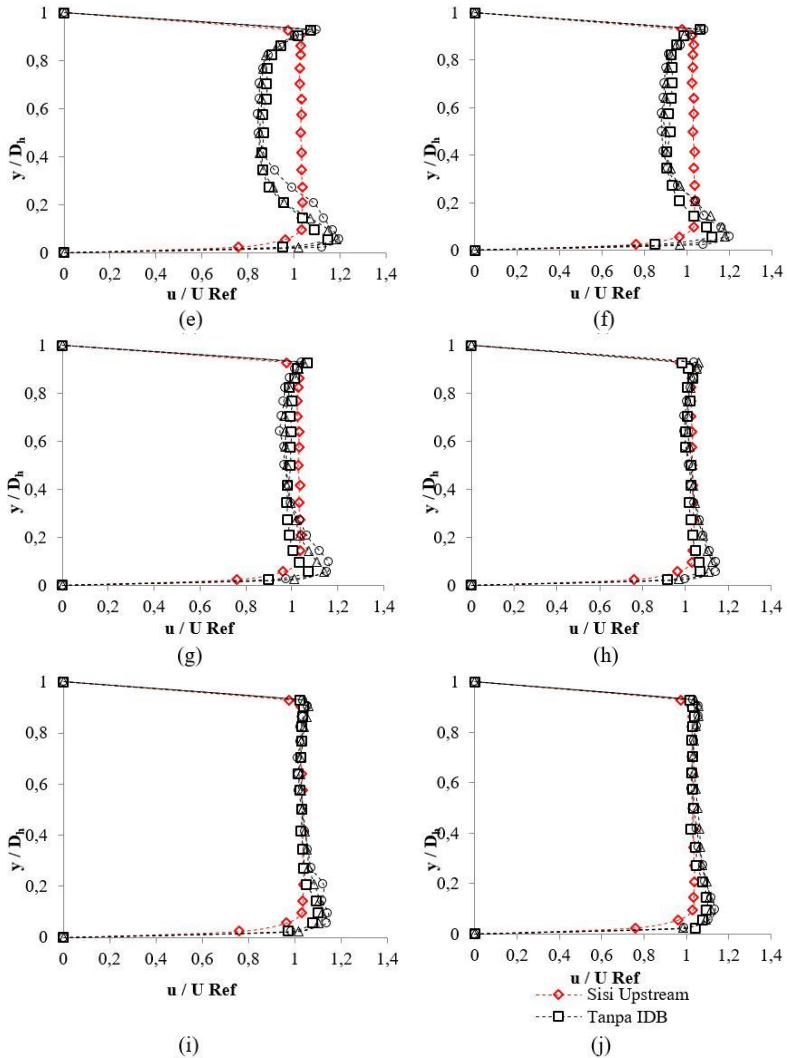 1
0,8
0,6
0,4
0,2
0
y / Dh
0 0,2 0,4 0,6 0,8 1 1,2 1,4
u / U Ref
(e)
1
0,8
0,6
0,4
0,2
0
y / Dh
0 0,2 0,4 0,6 0,8 1 1,2 1,4
u / U Ref
(f)
1
0,8
0,6
0,4
0,2
0
y / Dh
0 0,2 0,4 0,6 0,8 1 1,2 1,4
u / U Ref
(g)
1
0,8
0,6
0,4
0,2
0
y / Dh
0 0,2 0,4 0,6 0,8 1 1,2 1,4
u / U Ref
(h)
1
0,8
0,6
0,4
0,2
0
y / Dh
0 0,2 0,4 0,6 0,8 1 1,2 1,4
u / U Ref
(i)
1
0,8
0,6
0,4
0,2
0
y / Dh
0 0,2 0,4 0,6 0,8 1 1,2 1,4
u / U Ref
Sisi Upstream
Tanpa IDB
(j)